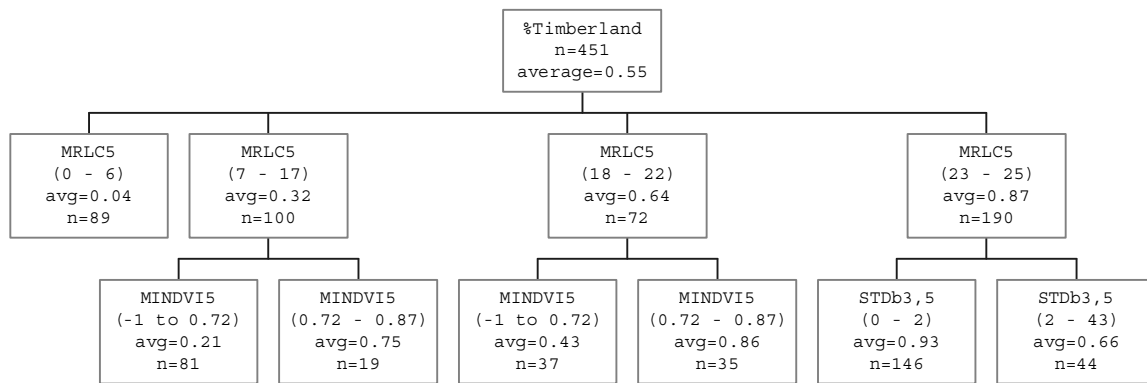 %Timberland
n=451
average=0.55
MRLC5
(0 - 6)
avg=0.04
n=89
MRLC5
(7 - 17)
avg=0.32
n=100
MRLC5
(18 - 22)
avg=0.64
n=72
MRLC5
(23 - 25)
avg=0.87
n=190
MINDVI5
(-1 to 0.72)
avg=0.21
n=81
MINDVI5
(0.72 - 0.87)
avg=0.75
n=19
MINDVI5
(-1 to 0.72)
avg=0.43
n=37
MINDVI5
(0.72 - 0.87)
avg=0.86
n=35
STDb3,5
(0 - 2)
avg=0.93
n=146
STDb3,5
(2 - 43)
avg=0.66
n=44